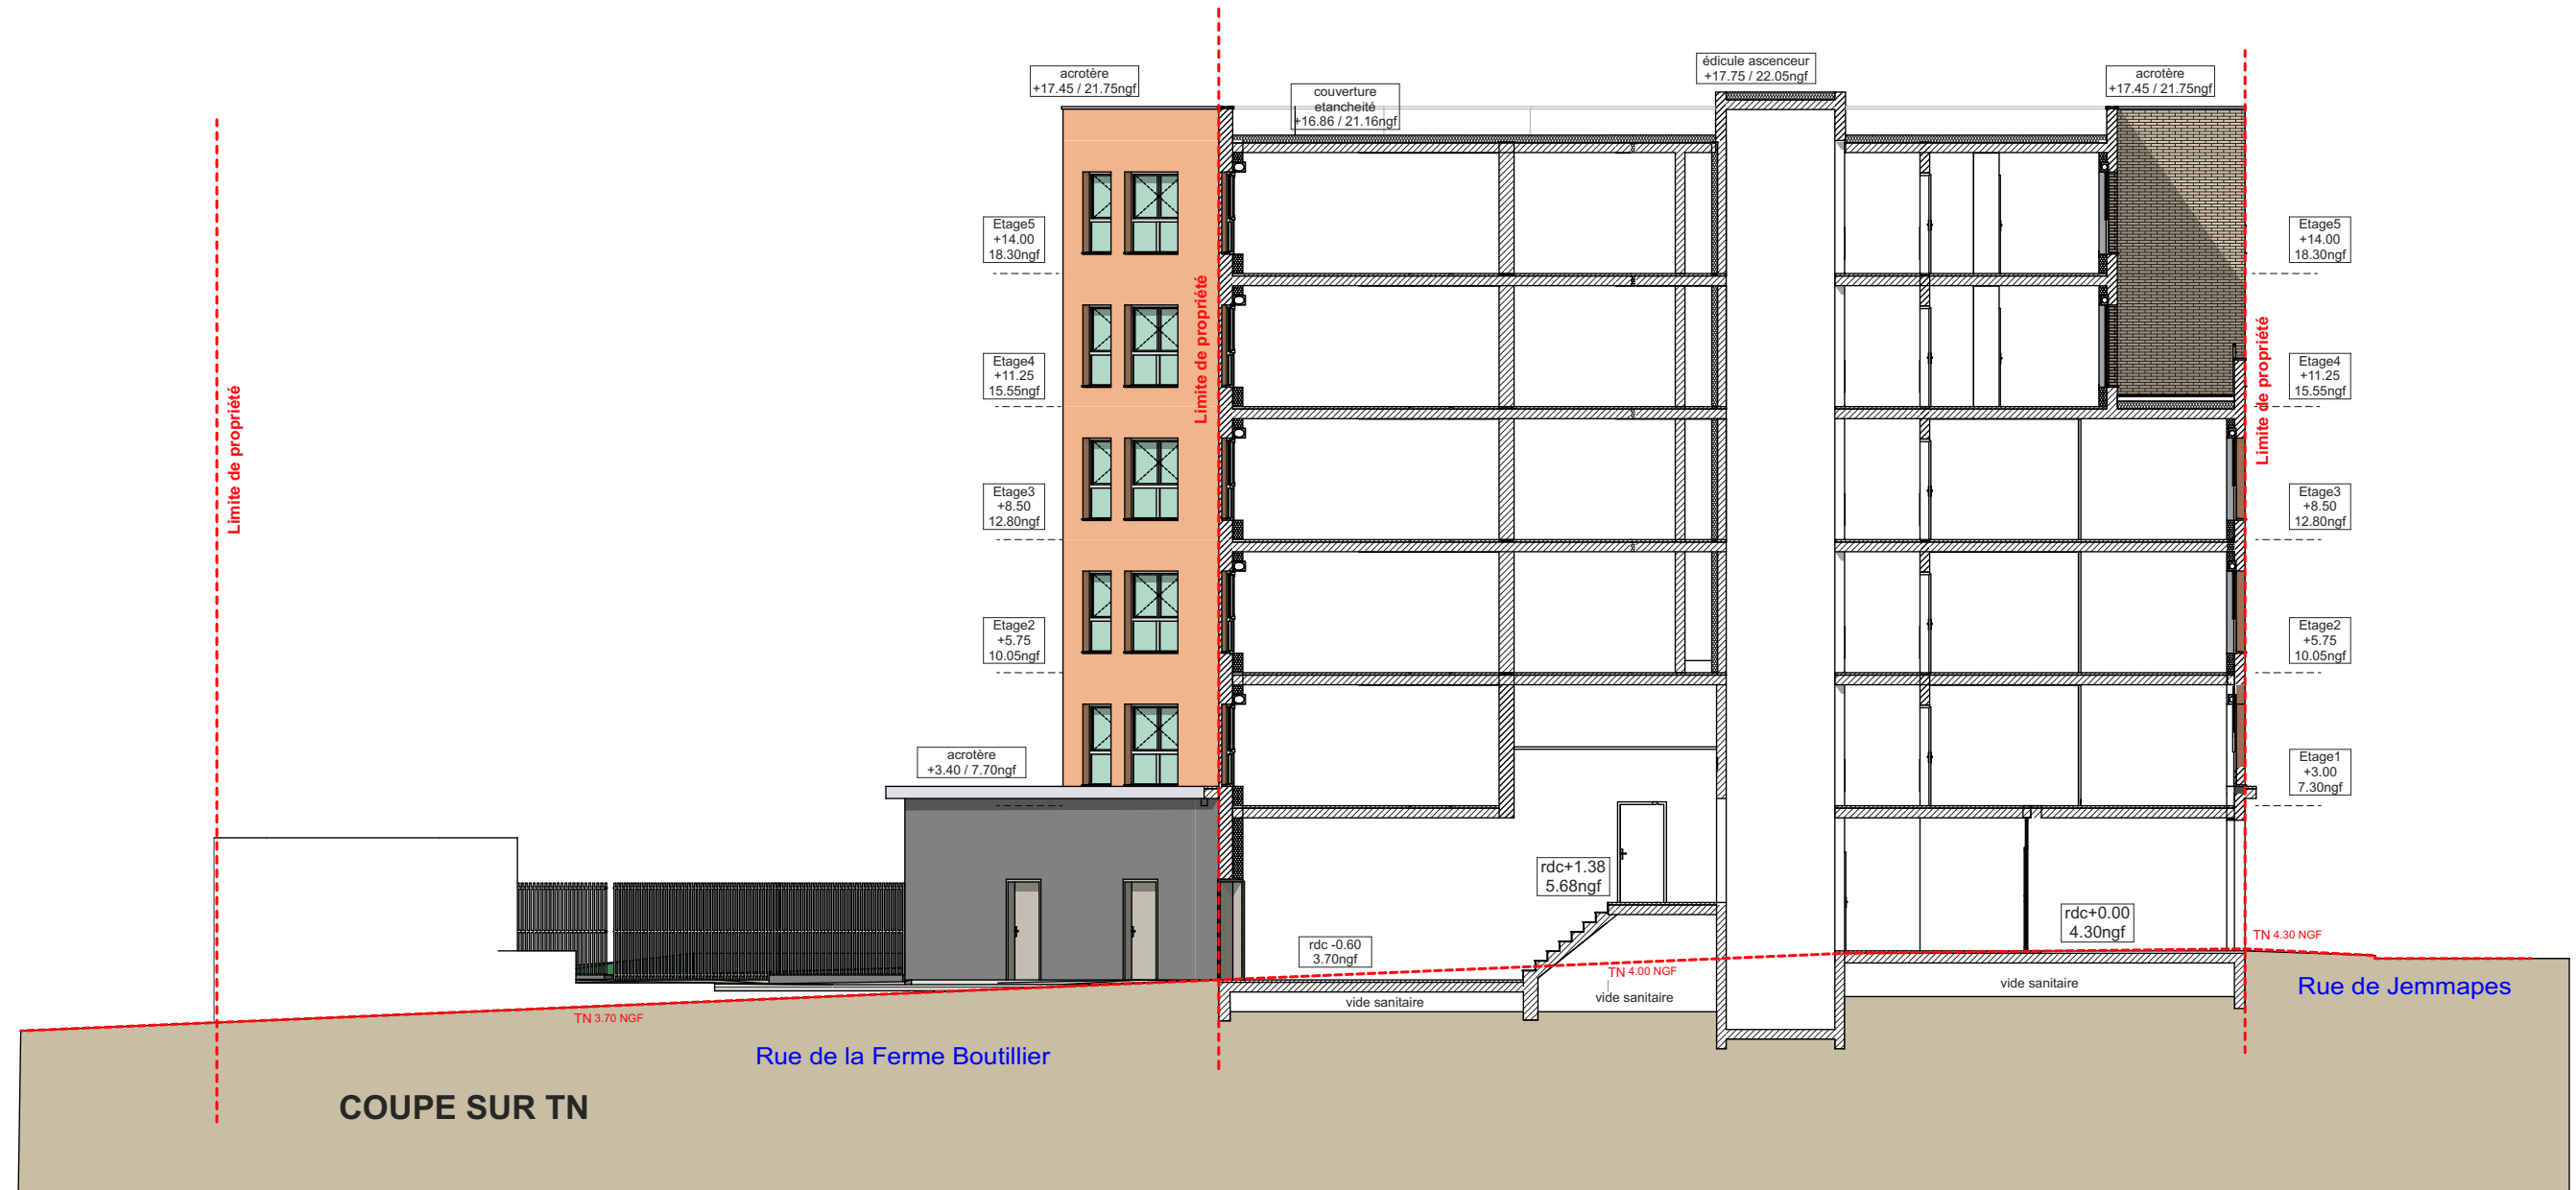 acrotère
+17.45 / 21.75ngf
couverture
etancheité
+16.86 / 21.16ngf
édicule ascenceur
+17.75 / 22.05ngf
acrotère
+17.45 / 21.75ngf
Etage5
+14.00
18.30ngf
Etage5
+14.00
18.30ngf
Limite de propriété
Limite de propriété
Limite de propriété
Etage4
+11.25
15.55ngf
Etage4
+11.25
15.55ngf
Etage3
+8.50
12.80ngf
Etage3
+8.50
12.80ngf
Etage2
+5.75
10.05ngf
Etage2
+5.75
10.05ngf
acrotère
+3.40 / 7.70ngf
Etage1
+3.00
7.30ngf
rdc+1.38
5.68ngf
rdc+0.00
4.30ngf
rdc -0.60
3.70ngf
TN 4.30 NGF
TN 4.00 NGF
vide sanitaire
vide sanitaire
vide sanitaire
Rue de Jemmapes
TN 3.70 NGF
Rue de la Ferme Boutillier
COUPE SUR TN